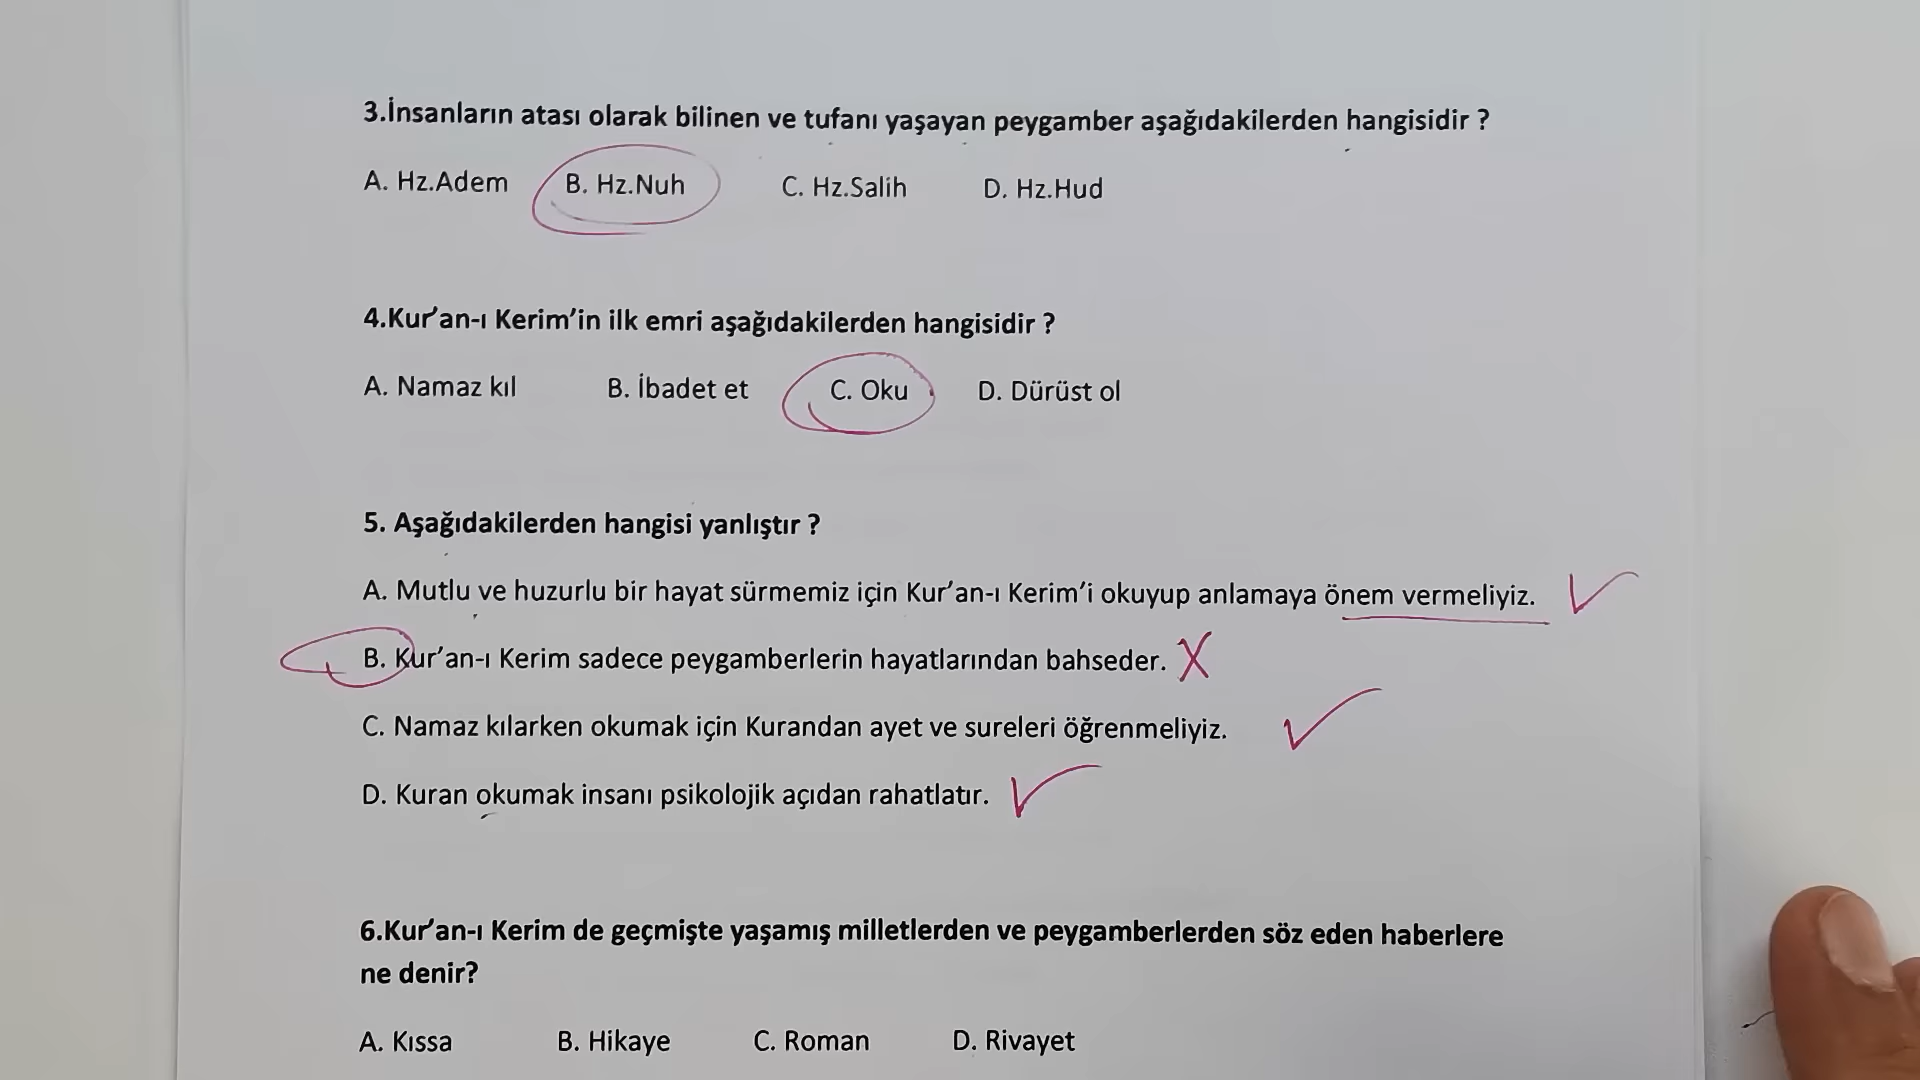 3.İnsanların atası olarak bilinen ve tufanı yaşayan peygamber aşağıdakilerden hangisidir ?
A. Hz.Adem B. Hz.Nuh C. Hz.Salih D. Hz.Hud
4.Kur’an-ı Kerim’in ilk emri aşağıdakilerden hangisidir ?
A. Namaz kıl B. İbadet et C. Oku D. Dürüst ol
5. Aşağıdakilerden hangisi yanlıştır ?
A. Mutlu ve huzurlu bir hayat sürmemiz için Kur’an-ı Kerim’i okuyup anlamaya önem vermeliyiz.
B. Kur’an-ı Kerim sadece peygamberlerin hayatlarından bahseder.
C. Namaz kılarken okumak için Kurandan ayet ve sureleri öğrenmeliyiz.
D. Kuran okumak insanı psikolojik açıdan rahatlatır.
6.Kur’an-ı Kerim de geçmişte yaşamış milletlerden ve peygamberlerden söz eden haberlere
ne denir?
A. Kıssa B. Hikaye C. Roman D. Rivayet